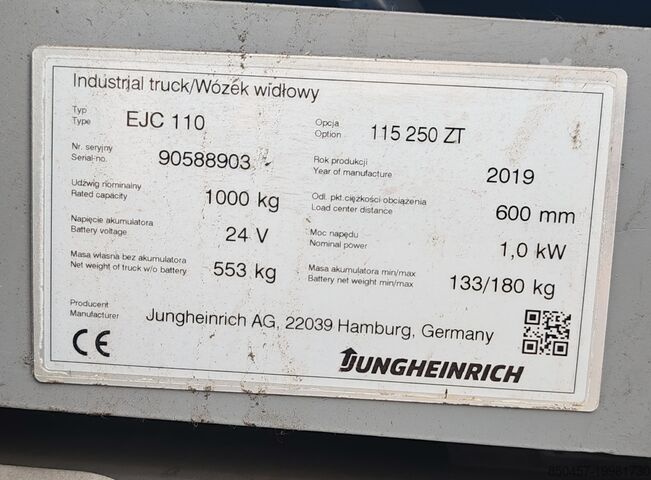 Industrial truck/Wózek widłowy
Typ
Type EJC 110
Opcja
Option 115 250 ZT
Nr. seryjny
Serial-no. 90588903
Rok produkcji
Year of manufacture 2019
Udźwig nominalny
Rated capacity 1000 kg
Odl. pkt.ciężkości obciążenia
Load center distance 600 mm
Napięcie akumulatora
Battery voltage 24 V
Moc napędu
Nominal power 1,0 kW
Masa własna bez akumulatora
Net weight of truck w/o battery 553 kg
Masa akumulatora min/max
Battery net weight min/max 133/180 kg
Producent
Manufacturer Jungheinrich AG, 22039 Hamburg, Germany
CE
JUNGHEINRICH
850457-19981730